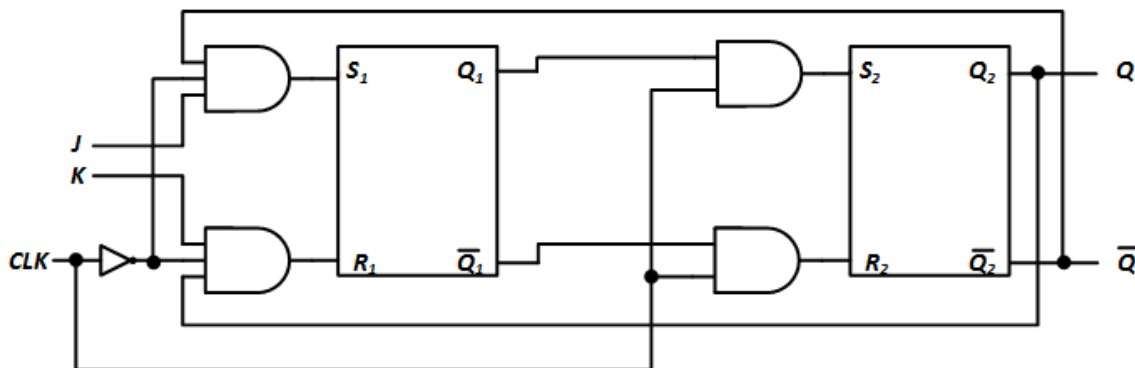 S₁ Q₁ S₂ Q₂ Q
J
K
CLK R₁ Q̅₁ R₂ Q̅₂ Q̅